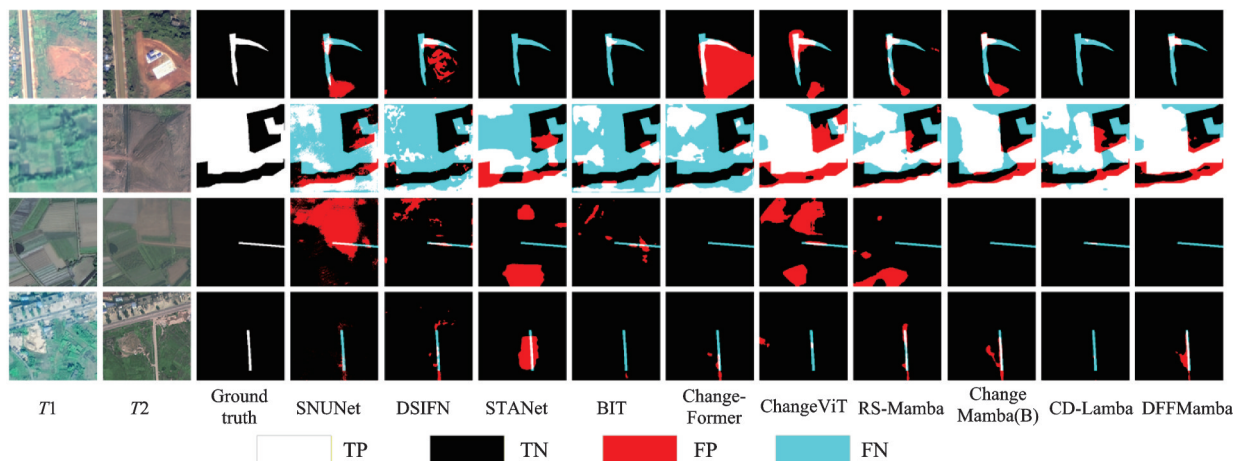 T1 T2 Ground truth SNUNet DSIFN STANet BIT Change-Former ChangeViT RS-Mamba Change Mamba(B) CD-Lamba DFFMamba
TP TN FP FN